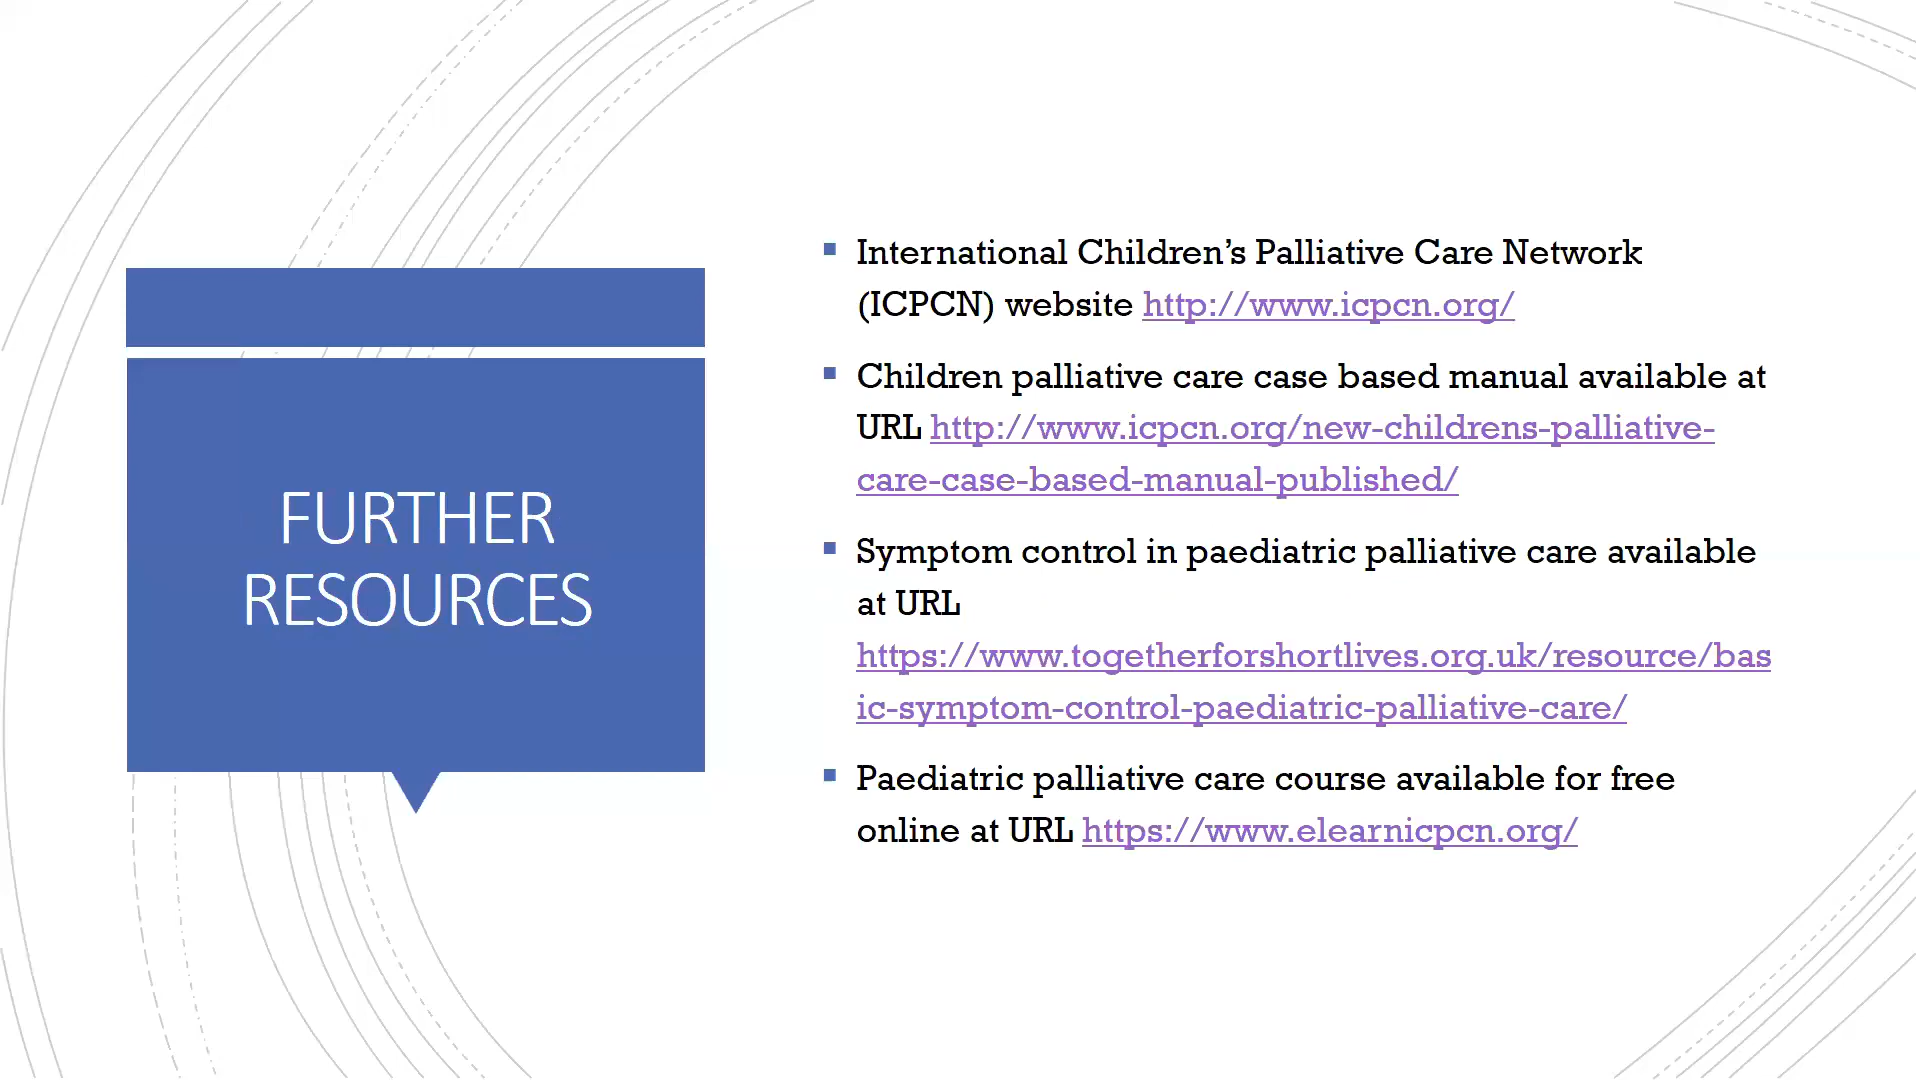 FURTHER
RESOURCES
International Children’s Palliative Care Network
(ICPCN) website http://www.icpcn.org/
Children palliative care case based manual available at
URL http://www.icpcn.org/new-childrens-palliative-
care-case-based-manual-published/
Symptom control in paediatric palliative care available
at URL
https://www.togetherforshortlives.org.uk/resource/bas
ic-symptom-control-paediatric-palliative-care/
Paediatric palliative care course available for free
online at URL https://www.elearnicpcn.org/